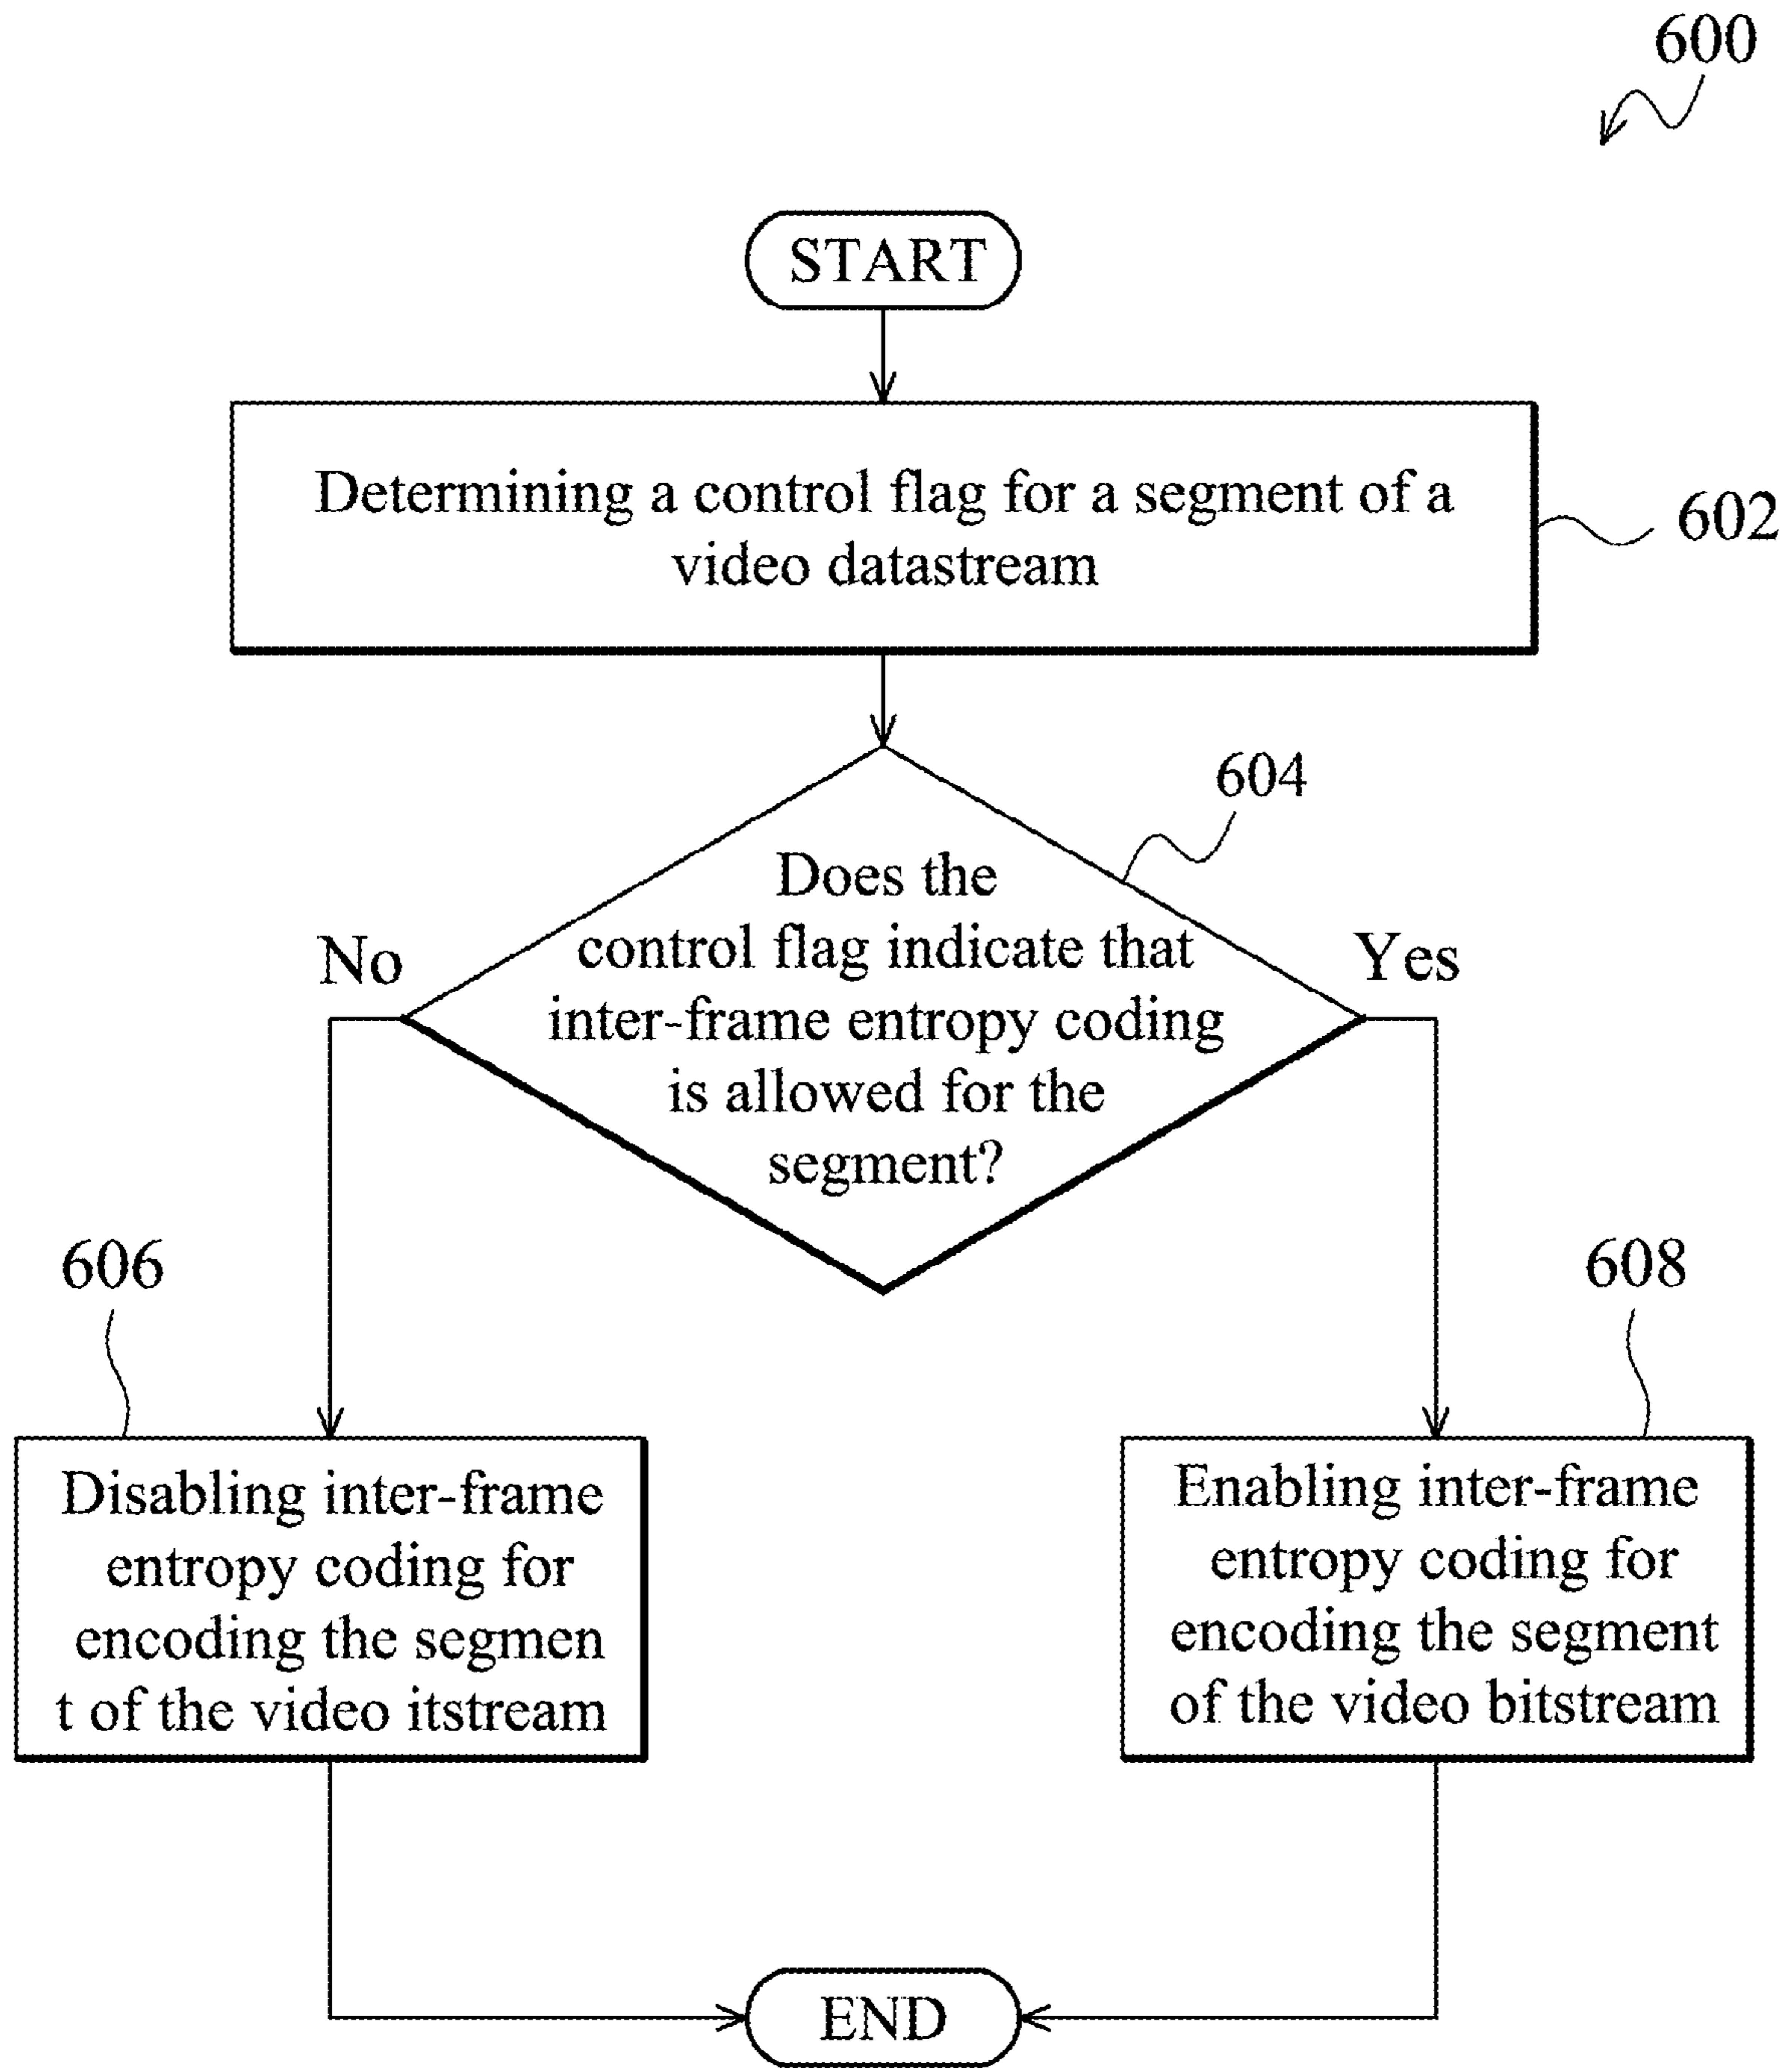 600
START
Determining a control flag for a segment of a
video datastream
602
604
Does the
control flag indicate that
inter-frame entropy coding
is allowed for the
segment?
No
Yes
606
608
Disabling inter-frame
entropy coding for
encoding the segmen
t of the video itstream
Enabling inter-frame
entropy coding for
encoding the segment
of the video bitstream
END